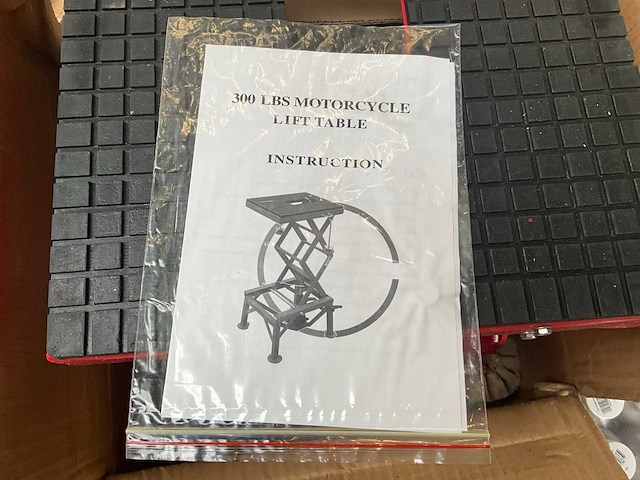 300 LBS MOTORCYCLE
LIFT TABLE
INSTRUCTION